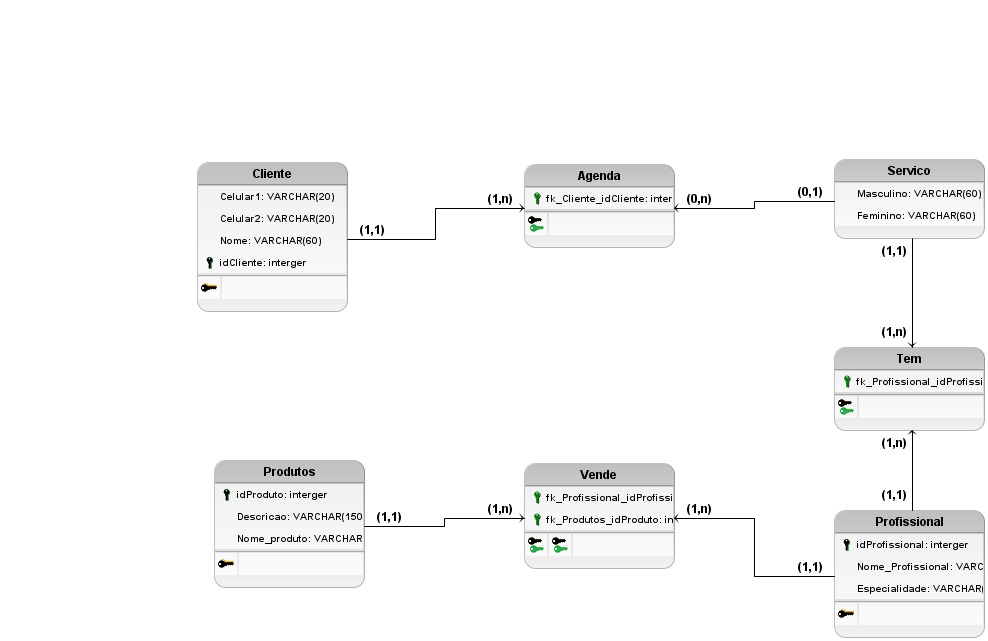 Cliente
Celular1: VARCHAR(20)
Celular2: VARCHAR(20)
Nome: VARCHAR(60)
idCliente: interger
(1,1)
(1,n)
Agenda
fk_Cliente_idCliente: inter
(0,n)
(0,1)
Servico
Masculino: VARCHAR(60)
Feminino: VARCHAR(60)
(1,1)
(1,n)
Tem
fk_Profissional_idProfissi
(1,n)
(1,1)
Produtos
idProduto: interger
Descricao: VARCHAR(150
Nome_produto: VARCHAR
(1,1)
(1,n)
Vende
fk_Profissional_idProfissi
fk_Produtos_idProduto: in
(1,n)
(1,1)
Profissional
idProfissional: interger
Nome_Profissional: VARC
Especialidade: VARCHAR(